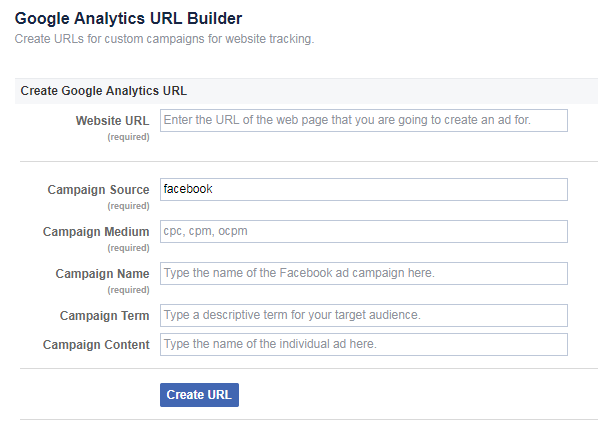 Google Analytics URL Builder
Create URLs for custom campaigns for website tracking.
Create Google Analytics URL
Website URL Enter the URL of the web page that you are going to create an ad for.
(required)
Campaign Source facebook
(required)
Campaign Medium cpc, cpm, ocpm
(required)
Campaign Name Type the name of the Facebook ad campaign here.
(required)
Campaign Term Type a descriptive term for your target audience.
Campaign Content Type the name of the individual ad here.
Create URL